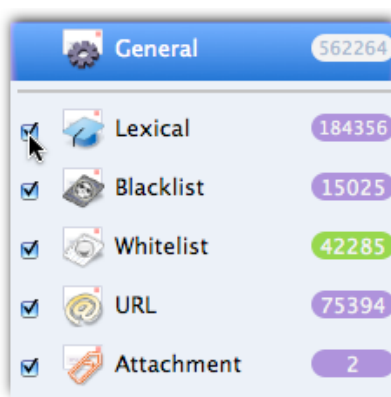 General 562264
Lexical 184356
Blacklist 15025
Whitelist 42285
URL 75394
Attachment 2